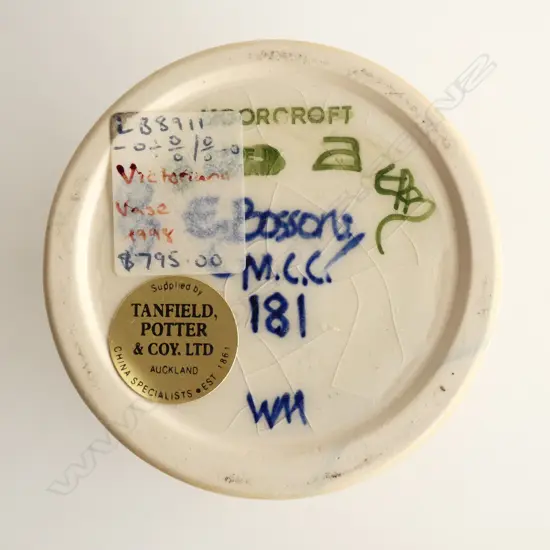 MOORCROFT
LB8911
Victoriana
Vase
1998
$795.00
E. Bossons
M.C.C.
181
WM
Supplied by
TANFIELD,
POTTER
& COY. LTD
AUCKLAND
CHINA SPECIALISTS • EST 1861